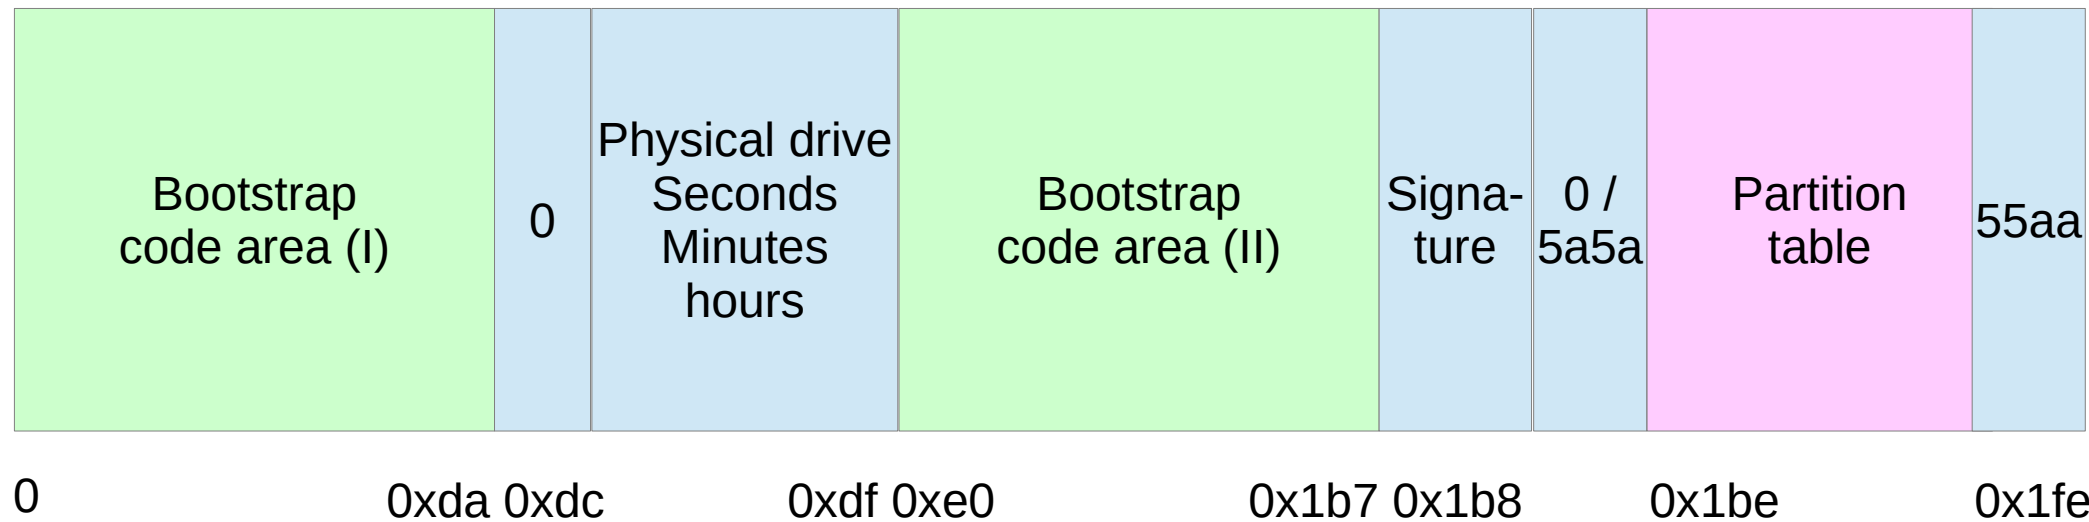 Bootstrap
code area (I)
0
Physical drive
Seconds
Minutes
hours
Bootstrap
code area (II)
Signa-
ture
0 /
5a5a
Partition
table
55aa
0
0xda 0xdc
0xdf 0xe0
0x1b7 0x1b8
0x1be
0x1fe